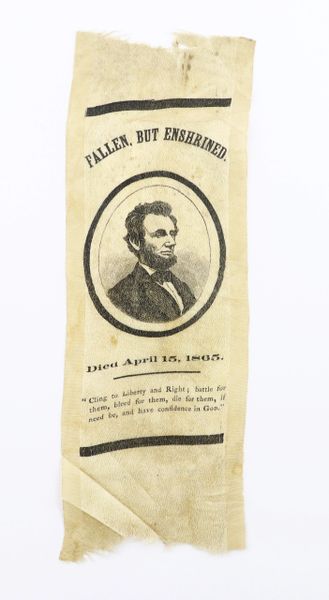 FALLEN, BUT ENSHRINED.
Died April 15, 1865.
"Cling to Liberty and Right; battle for
them, bleed for them, die for them, if
need be, and have confidence in GOD."